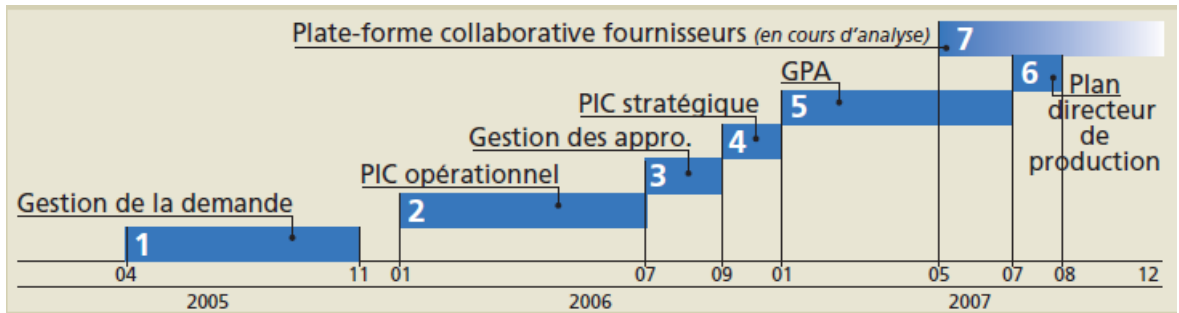 Plate-forme collaborative fournisseurs (en cours d'analyse) 7
GPA
6
Plan
directeur
de
production
PIC stratégique
5
Gestion des appro.
4
PIC opérationnel
3
Gestion de la demande
2
1
04 11 01 07 09 01 05 07 08 12
2005 2006 2007